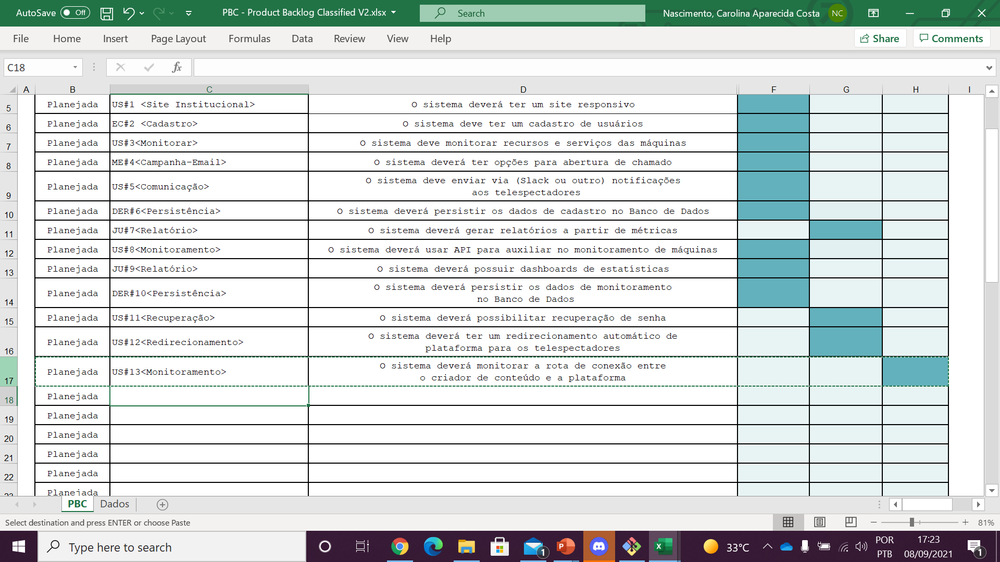 AutoSave Off PBC - Product Backlog Classified V2.xlsx Search Nascimento, Carolina Aparecida Costa NC
File Home Insert Page Layout Formulas Data Review View Help Share Comments
C18 fx
A B C D F G H I
5 Planejada US#1 <Site Institucional> O sistema deverá ter um site responsivo
6 Planejada EC#2 <Cadastro> O sistema deve ter um cadastro de usuários
7 Planejada US#3<Monitorar> O sistema deve monitorar recursos e serviços das máquinas
8 Planejada ME#4<Campanha-Email> O sistema deverá ter opções para abertura de chamado
9 Planejada US#5<Comunicação> O sistema deve enviar via (Slack ou outro) notificações
aos telespectadores
10 Planejada DER#6<Persistência> O sistema deverá persistir os dados de cadastro no Banco de Dados
11 Planejada JU#7<Relatório> O sistema deverá gerar relatórios a partir de métricas
12 Planejada US#8<Monitoramento> O sistema deverá usar API para auxiliar no monitoramento de máquinas
13 Planejada JU#9<Relatório> O sistema deverá possuir dashboards de estatísticas
14 Planejada DER#10<Persistência> O sistema deverá persistir os dados de monitoramento
no Banco de Dados
15 Planejada US#11<Recuperação> O sistema deverá possibilitar recuperação de senha
16 Planejada US#12<Redirecionamento> O sistema deverá ter um redirecionamento automático de
plataforma para os telespectadores
17 Planejada US#13<Monitoramento> O sistema deverá monitorar a rota de conexão entre
o criador de conteúdo e a plataforma
18 Planejada
19 Planejada
20 Planejada
21 Planejada
22 Planejada
23 Planejada
PBC Dados
Select destination and press ENTER or choose Paste 81%
Type here to search 1 33°C POR 17:23
PTB 08/09/2021 1